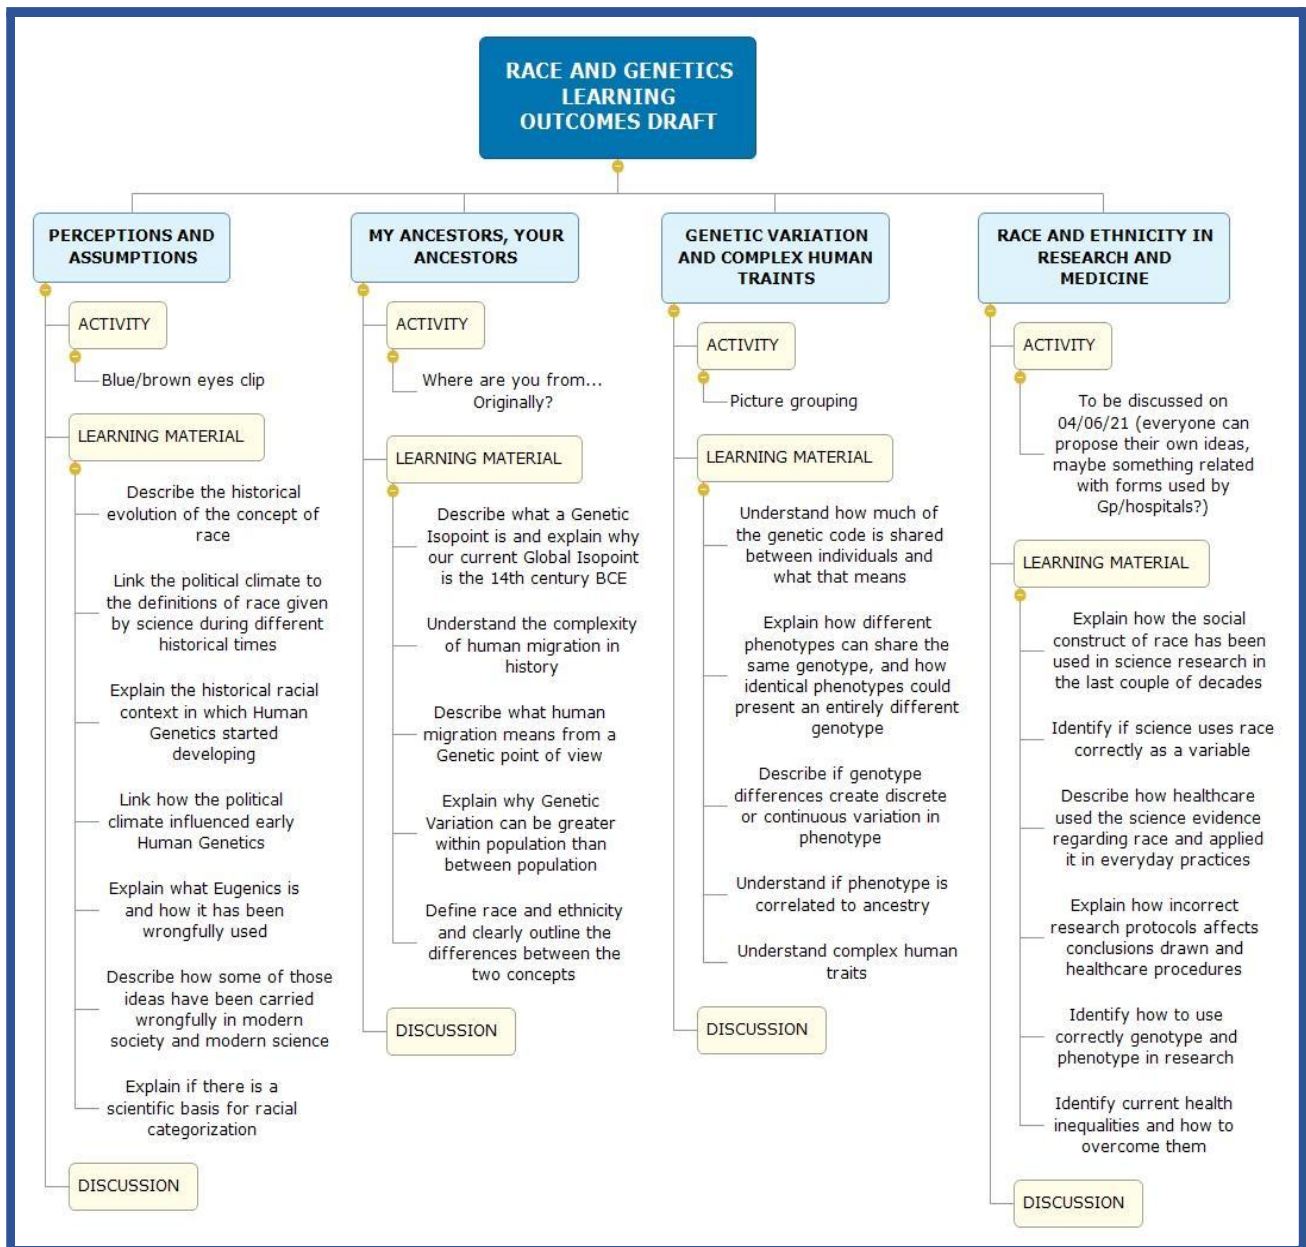 RACE AND GENETICS
LEARNING
OUTCOMES DRAFT
PERCEPTIONS AND
ASSUMPTIONS
ACTIVITY
Blue/brown eyes clip
LEARNING MATERIAL
Describe the historical
evolution of the concept of
race
Link the political climate to
the definitions of race given
by science during different
historical times
Explain the historical racial
context in which Human
Genetics started
developing
Link how the political
climate influenced early
Human Genetics
Explain what Eugenics is
and how it has been
wrongfully used
Describe how some of those
ideas have been carried
wrongfully in modern
society and modern science
Explain if there is a
scientific basis for racial
categorization
DISCUSSION
MY ANCESTORS, YOUR
ANCESTORS
ACTIVITY
Where are you from...
Originally?
LEARNING MATERIAL
Describe what a Genetic
Isopoint is and explain why
our current Global Isopoint
is the 14th century BCE
Understand the complexity
of human migration in
history
Describe what human
migration means from a
Genetic point of view
Explain why Genetic
Variation can be greater
within population than
between population
Define race and ethnicity
and clearly outline the
differences between the
two concepts
DISCUSSION
GENETIC VARIATION
AND COMPLEX HUMAN
TRAINTS
ACTIVITY
Picture grouping
LEARNING MATERIAL
Understand how much of
the genetic code is shared
between individuals and
what that means
Explain how different
phenotypes can share the
same genotype, and how
identical phenotypes could
present an entirely different
genotype
Describe if genotype
differences create discrete
or continuous variation in
phenotype
Understand if phenotype is
correlated to ancestry
Understand complex human
traits
DISCUSSION
RACE AND ETHNICITY IN
RESEARCH AND
MEDICINE
ACTIVITY
To be discussed on
04/06/21 (everyone can
propose their own ideas,
maybe something related
with forms used by
Gp/hospitals?)
LEARNING MATERIAL
Explain how the social
construct of race has been
used in science research in
the last couple of decades
Identify if science uses race
correctly as a variable
Describe how healthcare
used the science evidence
regarding race and applied
it in everyday practices
Explain how incorrect
research protocols affects
conclusions drawn and
healthcare procedures
Identify how to use
correctly genotype and
phenotype in research
Identify current health
inequalities and how to
overcome them
DISCUSSION